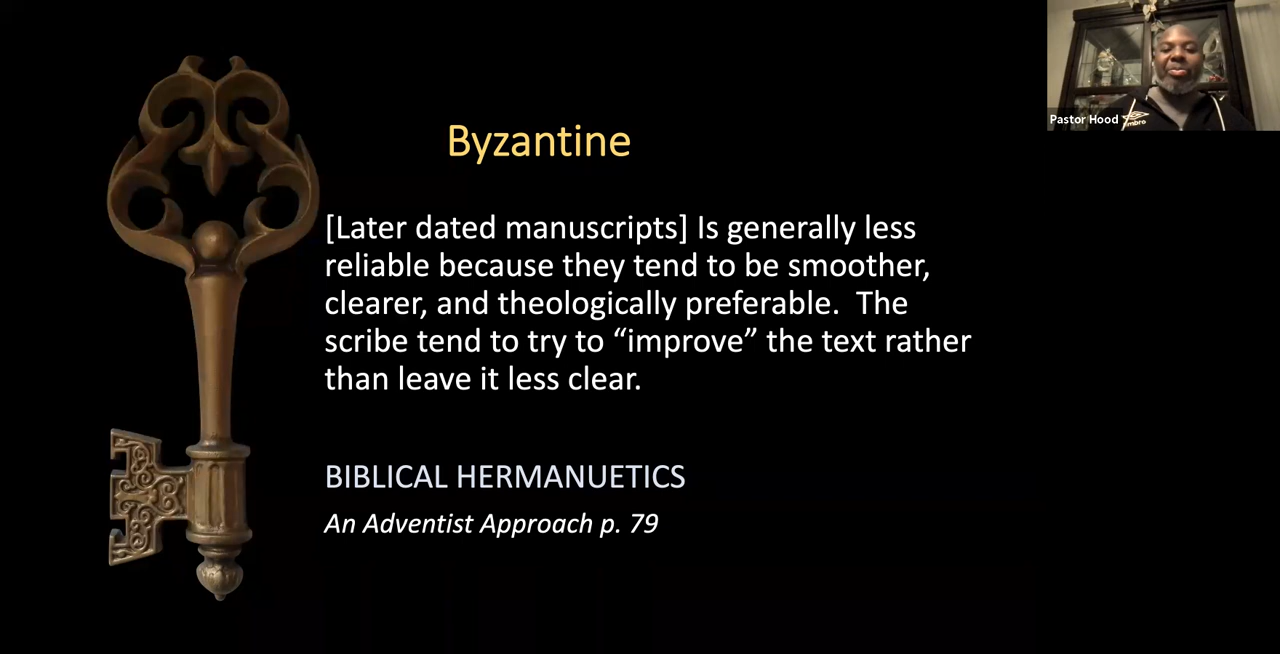 Byzantine
[Later dated manuscripts] Is generally less
reliable because they tend to be smoother,
clearer, and theologically preferable.  The
scribe tend to try to “improve” the text rather
than leave it less clear.
BIBLICAL HERMANUETICS
An Adventist Approach p. 79
Pastor Hood
umbro